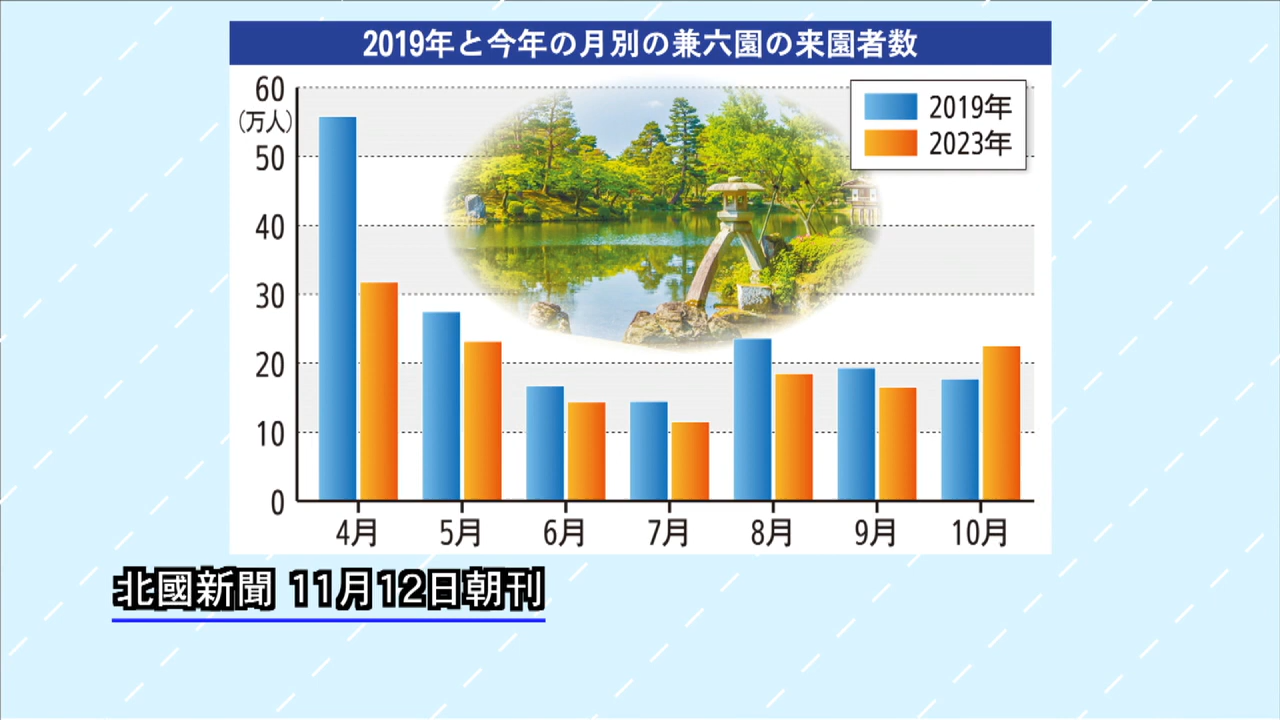 2019年と今年の月別の兼六園の来園者数
60
(万人)
50
40
30
20
10
0
2019年
2023年
4月 5月 6月 7月 8月 9月 10月
北國新聞 11月12日朝刊